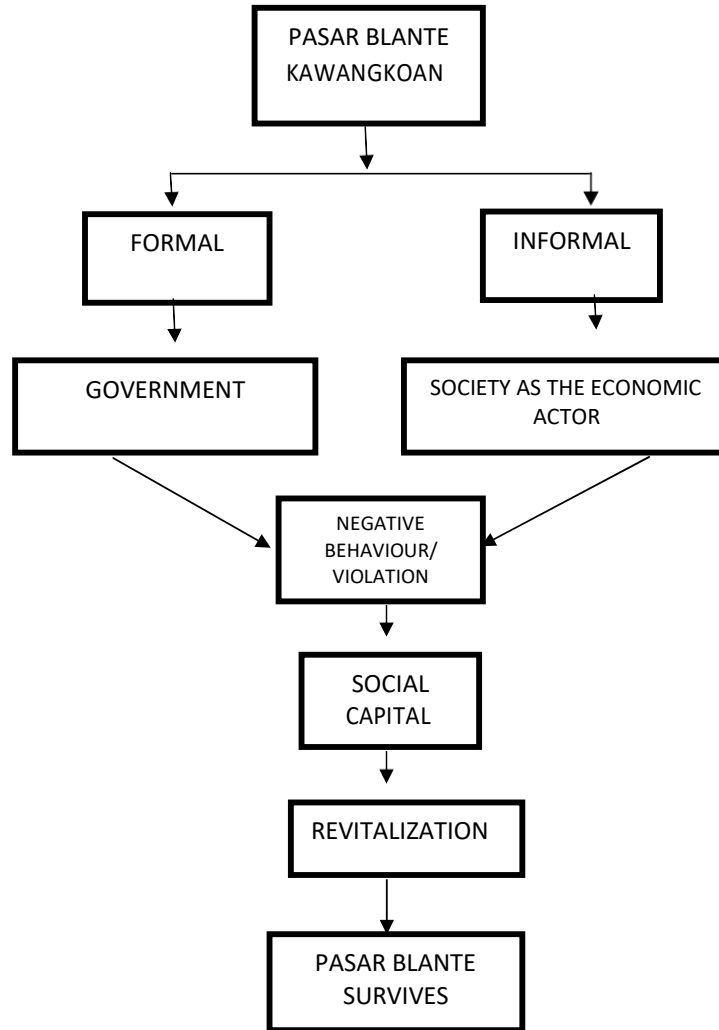 PASAR BLANTE
KAWANGKOAN
FORMAL
INFORMAL
GOVERNMENT
SOCIETY AS THE ECONOMIC
ACTOR
NEGATIVE
BEHAVIOUR/
VIOLATION
SOCIAL
CAPITAL
REVITALIZATION
PASAR BLANTE
SURVIVES